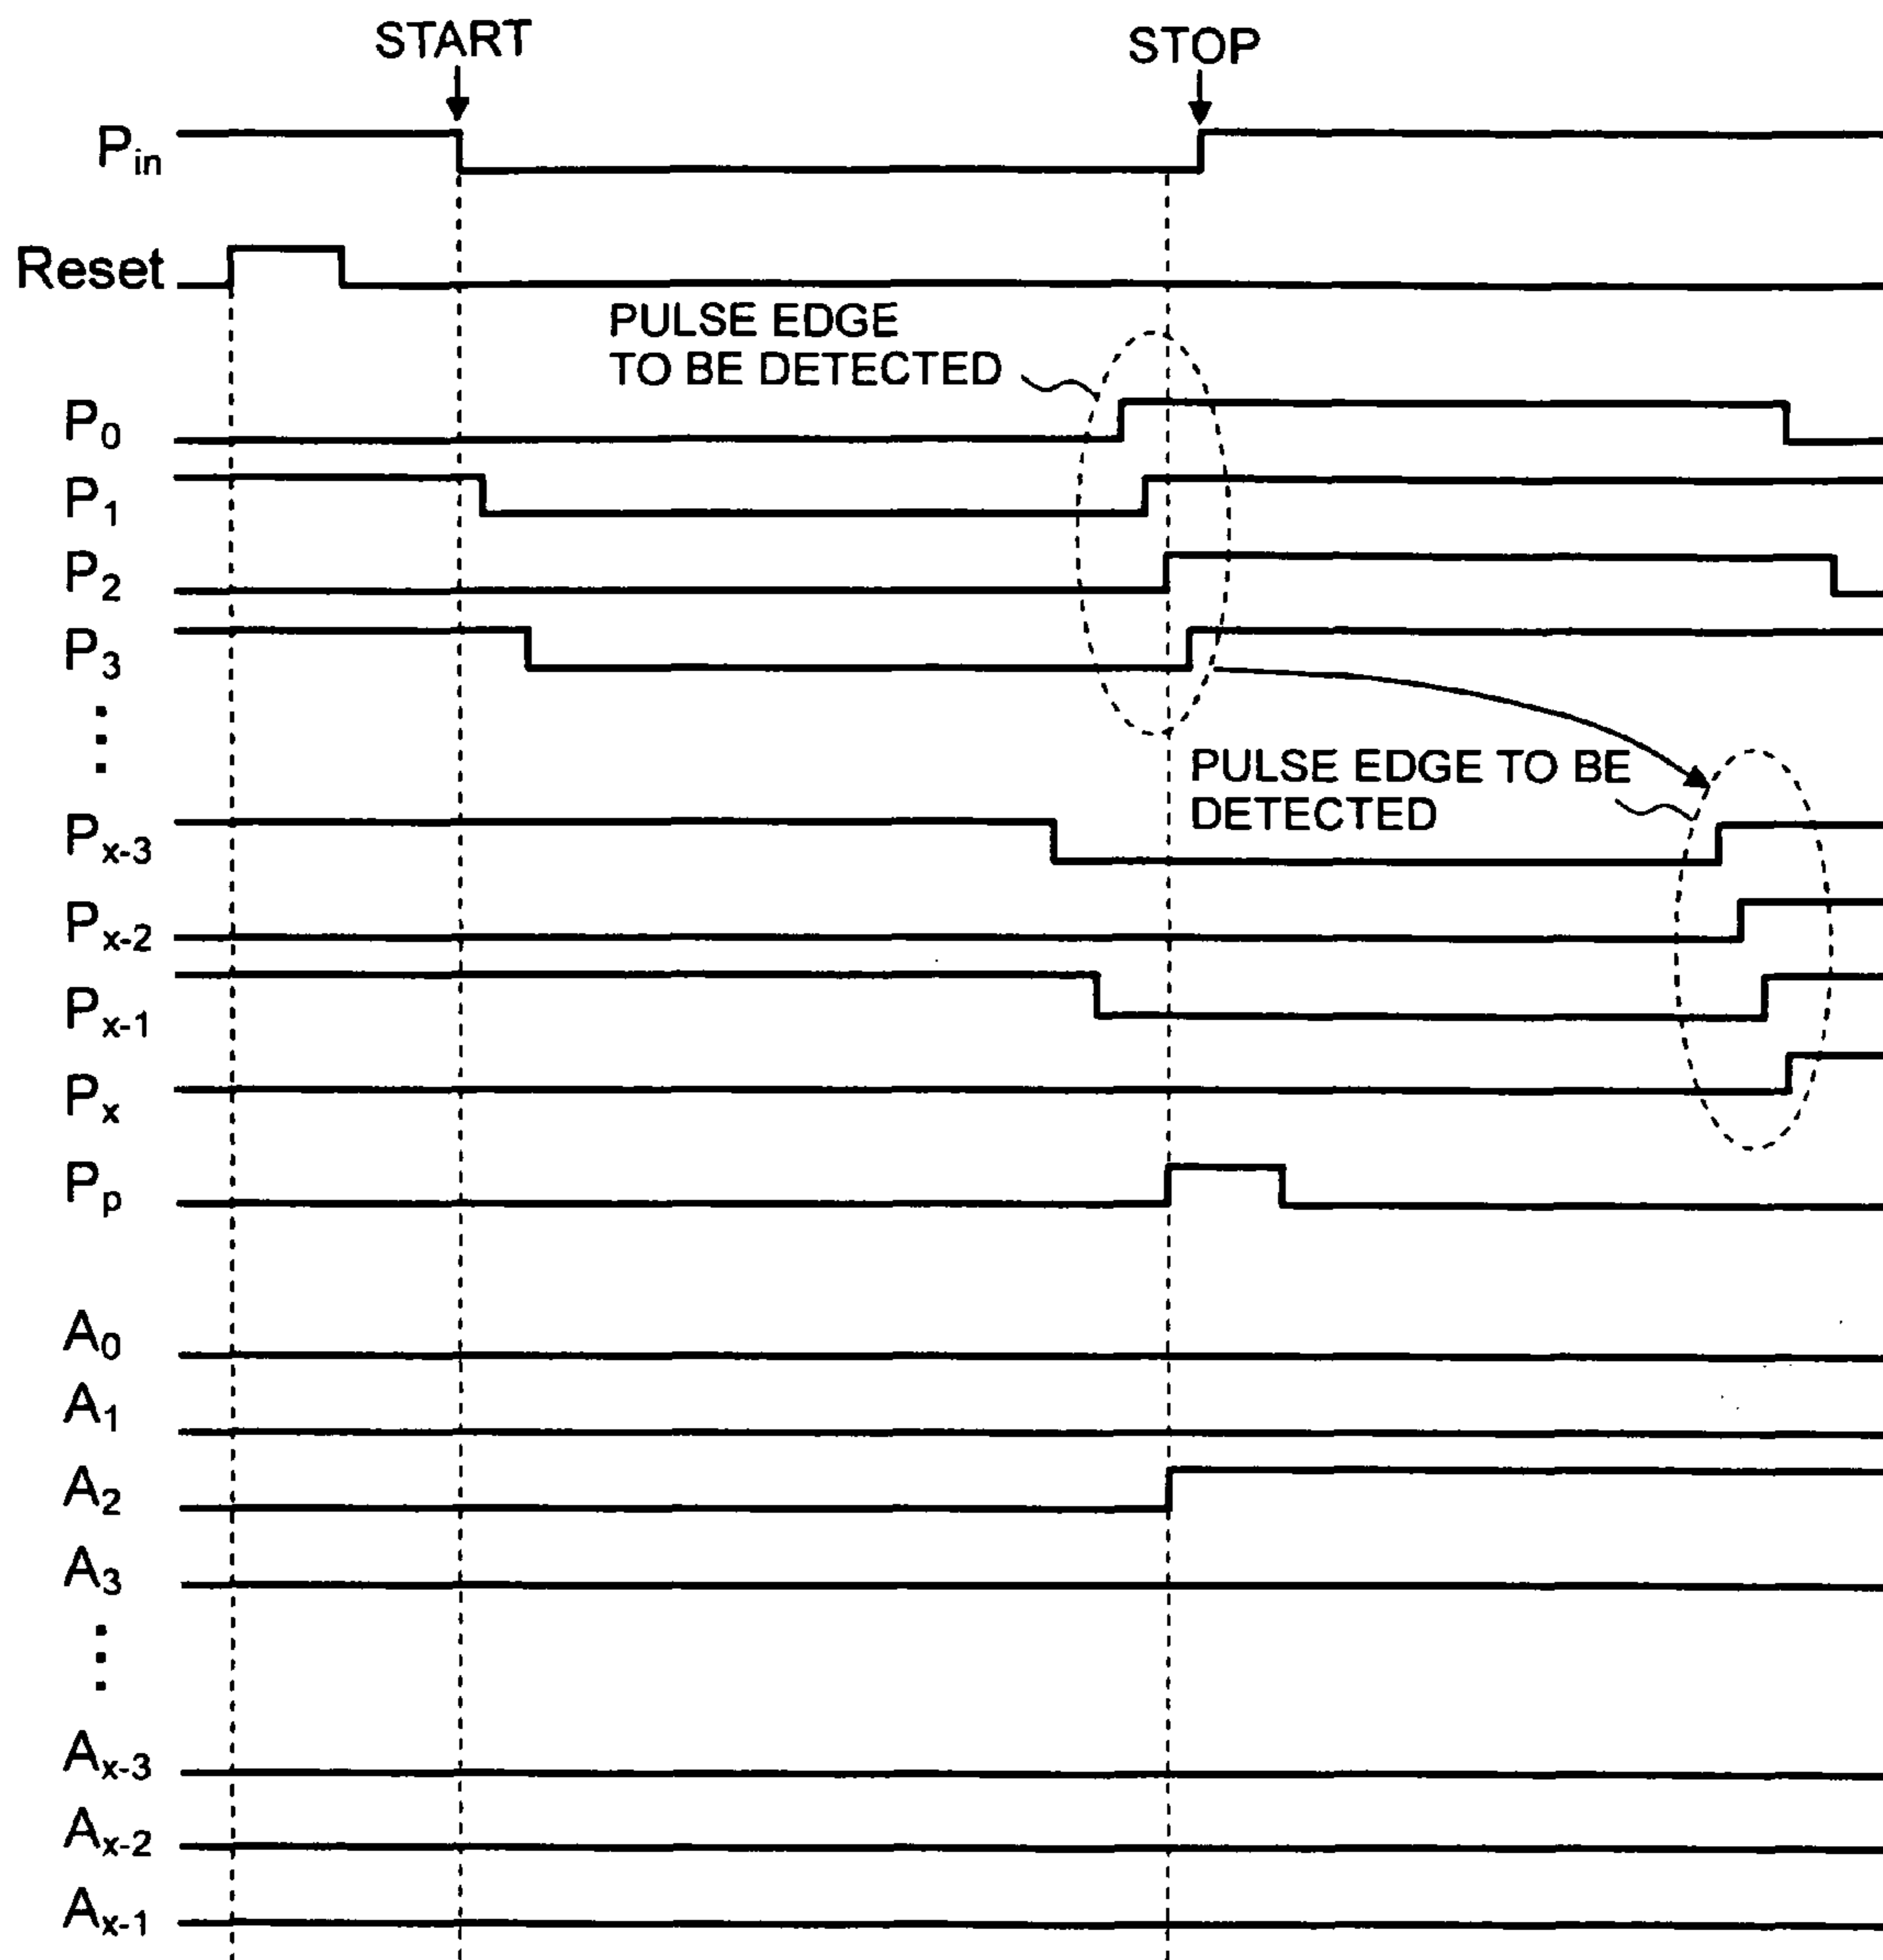 START
STOP
Pin
Reset
PULSE EDGE
TO BE DETECTED
P0
P1
P2
P3
PULSE EDGE TO BE
DETECTED
Px-3
Px-2
Px-1
Px
Pp
A0
A1
A2
A3
Ax-3
Ax-2
Ax-1